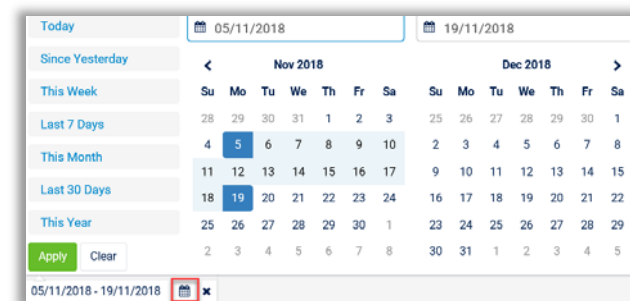 Today
05/11/2018 19/11/2018
Since Yesterday
Nov 2018 Dec 2018
This Week
Su Mo Tu We Th Fr Sa Su Mo Tu We Th Fr Sa
Last 7 Days
28 29 30 31 1 2 3 25 26 27 28 29 30 1
4 5 6 7 8 9 10 2 3 4 5 6 7 8
This Month
11 12 13 14 15 16 17 9 10 11 12 13 14 15
Last 30 Days
18 19 20 21 22 23 24 16 17 18 19 20 21 22
This Year
25 26 27 28 29 30 1 23 24 25 26 27 28 29
Apply Clear
2 3 4 5 6 7 8 30 31 1 2 3 4 5
05/11/2018 - 19/11/2018